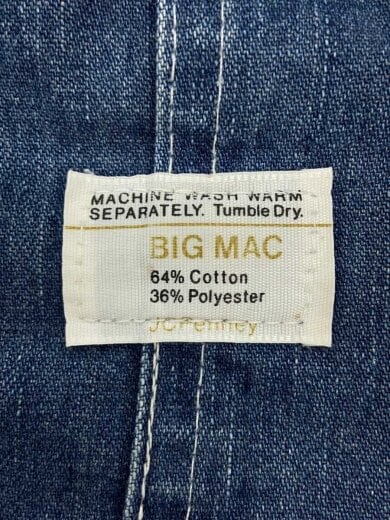 MACHINE WASH WARM
SEPARATELY. Tumble Dry.
BIG MAC
64% Cotton
36% Polyester
JCPenney